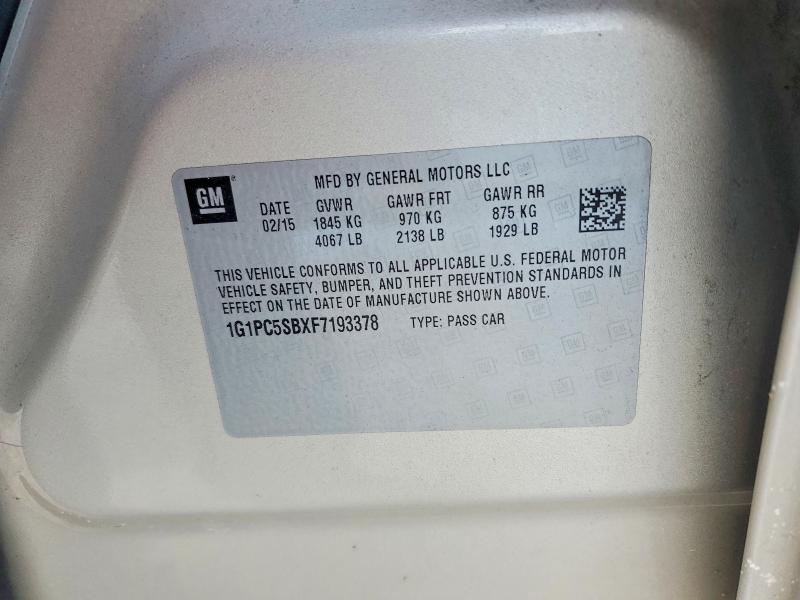 GM
MFD BY GENERAL MOTORS LLC
DATE GVWR GAWR FRT GAWR RR
02/15 1845 KG 970 KG 875 KG
4067 LB 2138 LB 1929 LB
THIS VEHICLE CONFORMS TO ALL APPLICABLE U.S. FEDERAL MOTOR
VEHICLE SAFETY, BUMPER, AND THEFT PREVENTION STANDARDS IN
EFFECT ON THE DATE OF MANUFACTURE SHOWN ABOVE.
1G1PC5SBXF7193378 TYPE: PASS CAR